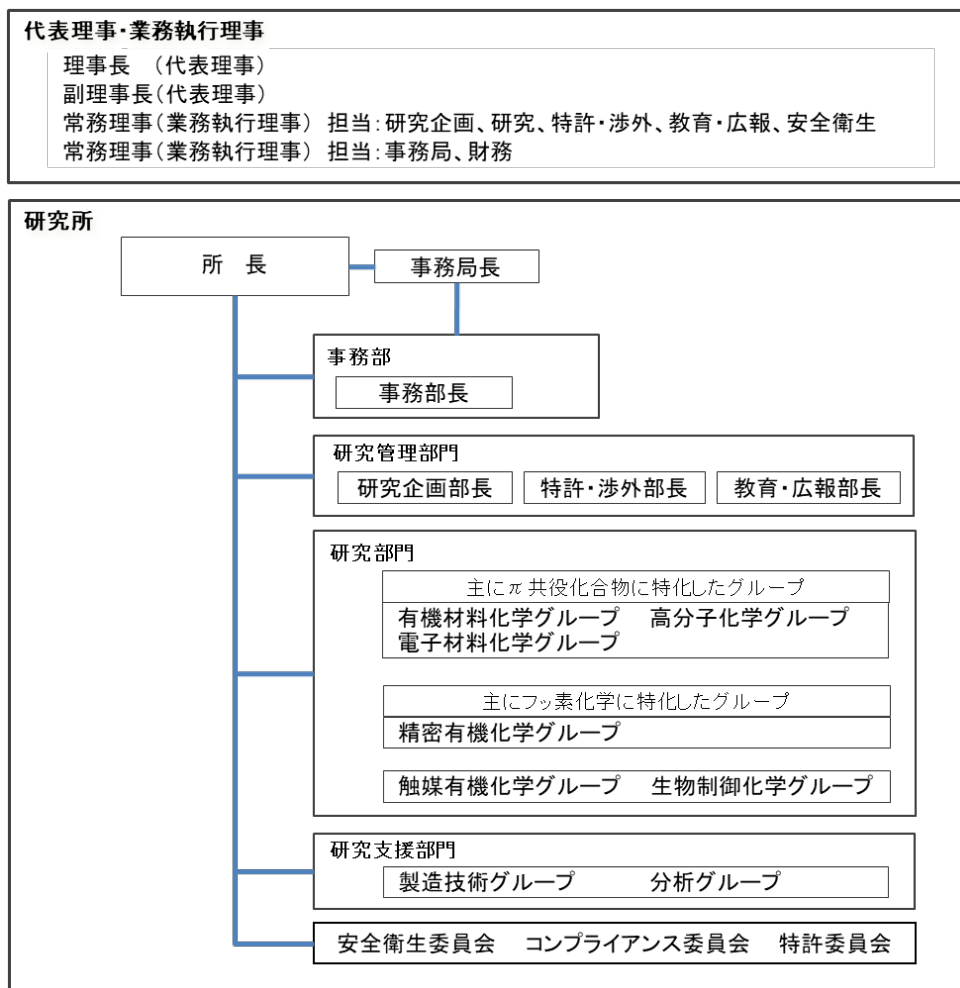 代表理事・業務執行理事
理事長　（代表理事）
副理事長（代表理事）
常務理事（業務執行理事）　担当：研究企画、研究、特許・渉外、教育・広報、安全衛生
常務理事（業務執行理事）　担当：事務局、財務
研究所
所　長
事務局長
事務部
事務部長
研究管理部門
研究企画部長　特許・渉外部長　教育・広報部長
研究部門
主にπ共役化合物に特化したグループ
有機材料化学グループ　高分子化学グループ
電子材料化学グループ
主にフッ素化学に特化したグループ
精密有機化学グループ
触媒有機化学グループ　生物制御化学グループ
研究支援部門
製造技術グループ　分析グループ
安全衛生委員会　コンプライアンス委員会　特許委員会